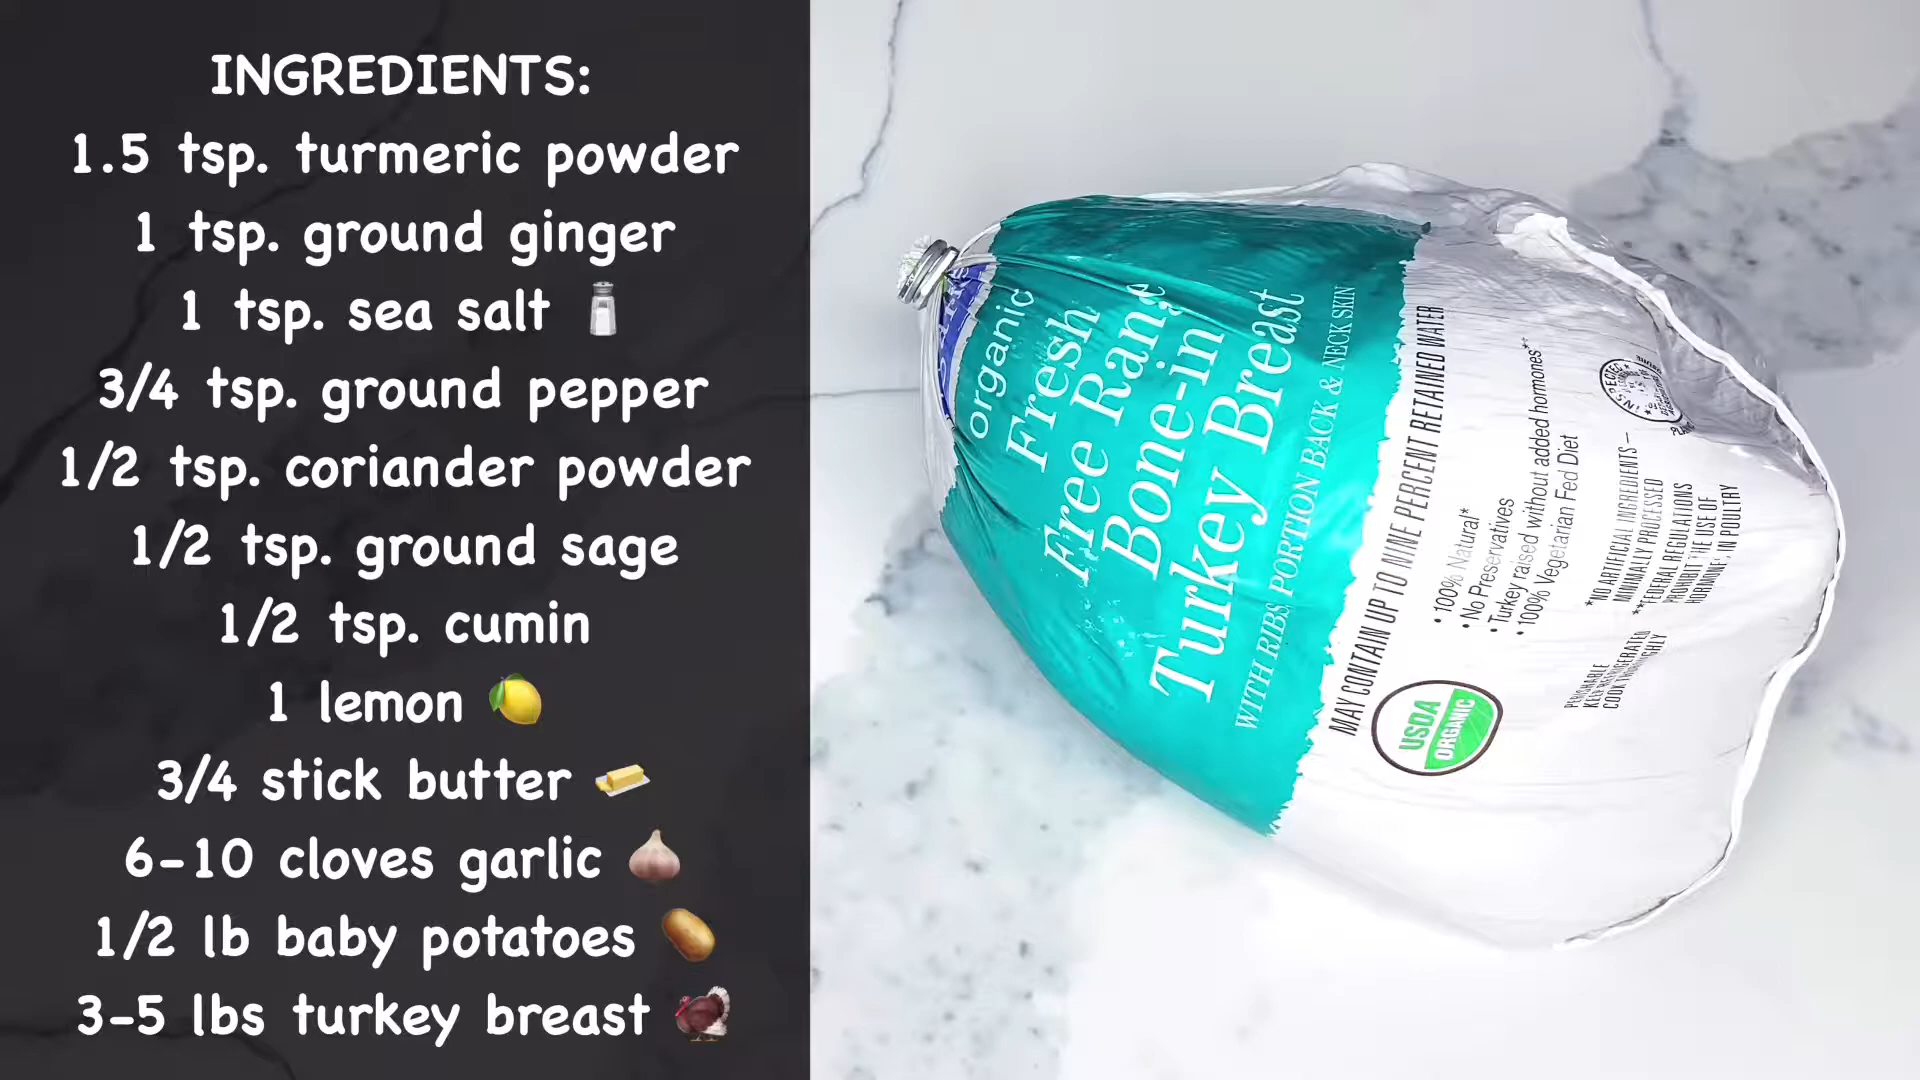 INGREDIENTS:
1.5 tsp. turmeric powder
1 tsp. ground ginger
1 tsp. sea salt
3/4 tsp. ground pepper
1/2 tsp. coriander powder
1/2 tsp. ground sage
1/2 tsp. cumin
1 lemon
3/4 stick butter
6-10 cloves garlic
1/2 lb baby potatoes
3-5 lbs turkey breast
organic
Fresh
Free Range
Bone-in
Turkey Breast
WITH RIBS, PORTION BACK & NECK SKIN
MAY CONTAIN UP TO NINE PERCENT RETAINED WATER
• 100% Natural*
• No Preservatives
• Turkey raised without added hormones**
• 100% Vegetarian Fed Diet
*NO ARTIFICIAL INGREDIENTS—
MINIMALLY PROCESSED
**FEDERAL REGULATIONS
PROHIBIT THE USE OF
HORMONES IN POULTRY
USDA
ORGANIC
PERISHABLE
KEEP REFRIGERATED
COOK THOROUGHLY